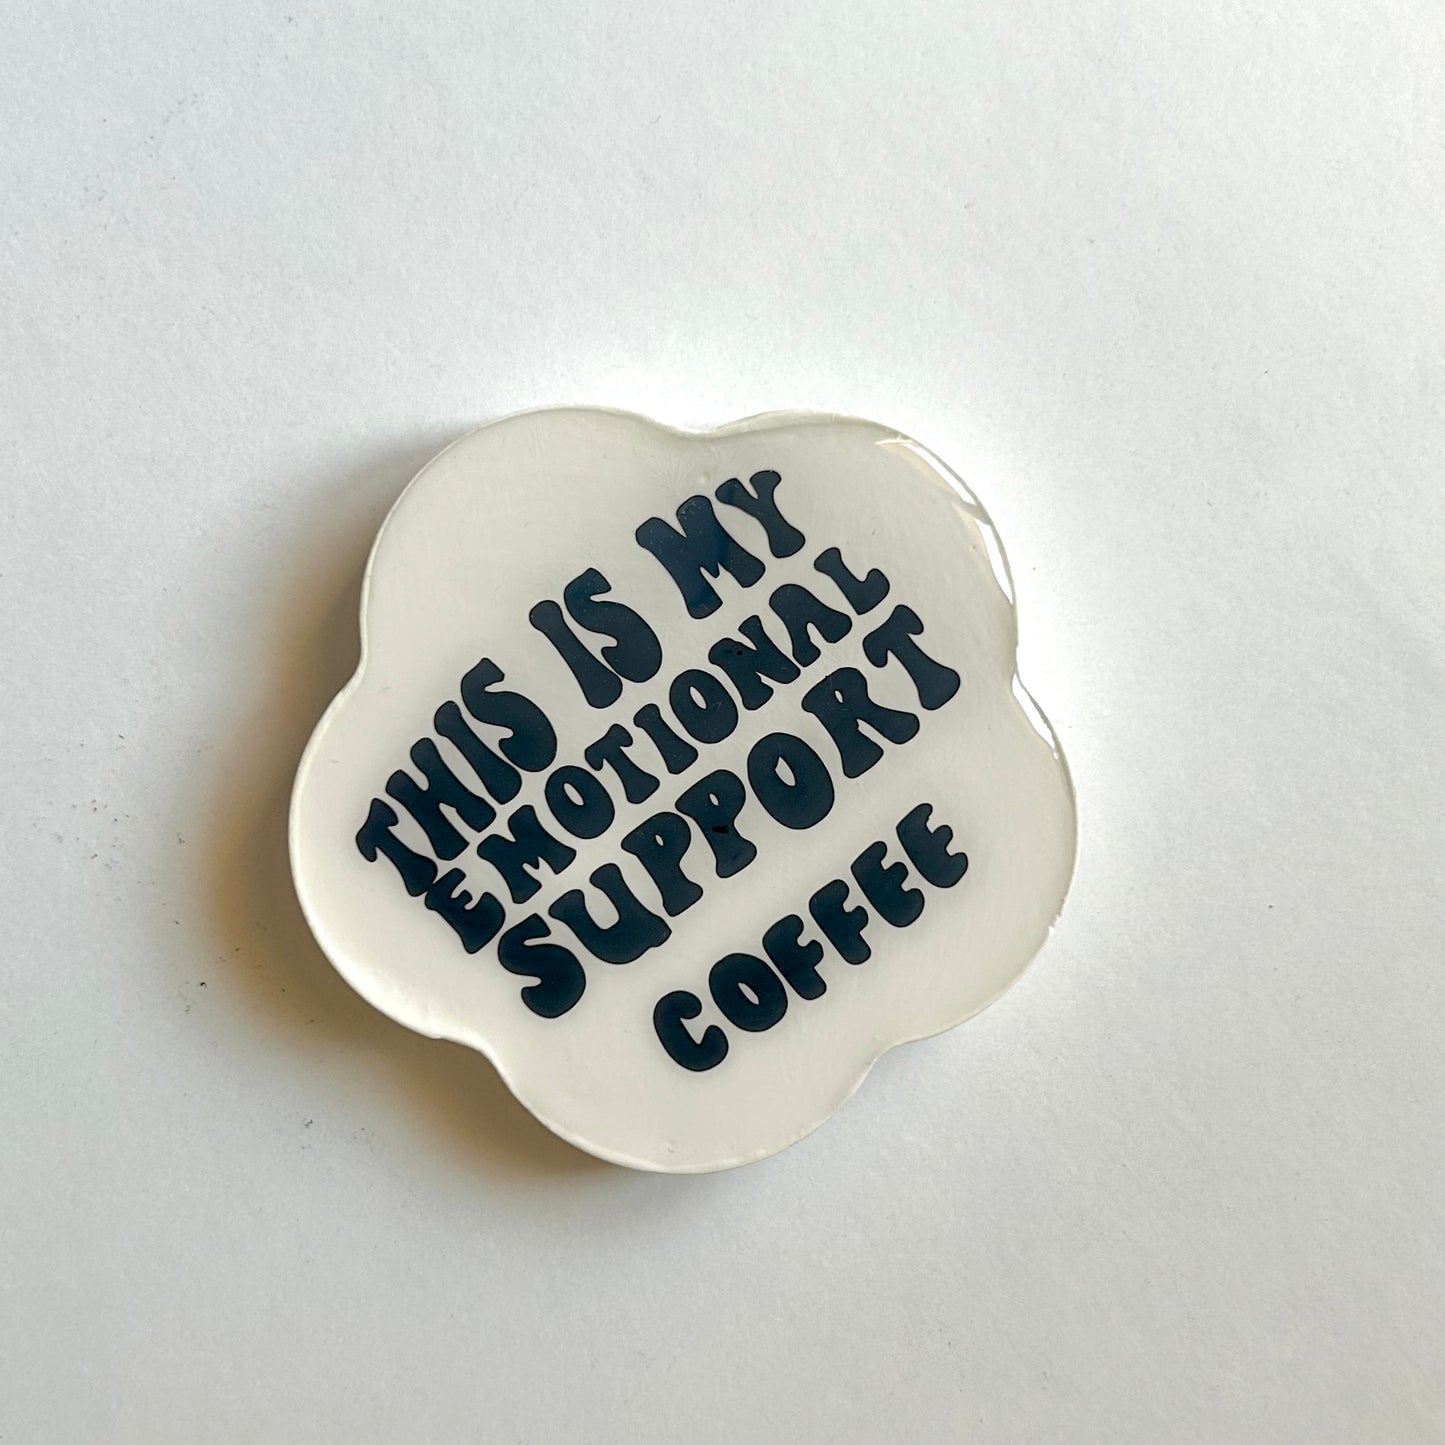 THIS IS MY
EMOTIONAL
SUPPORT
COFFEE